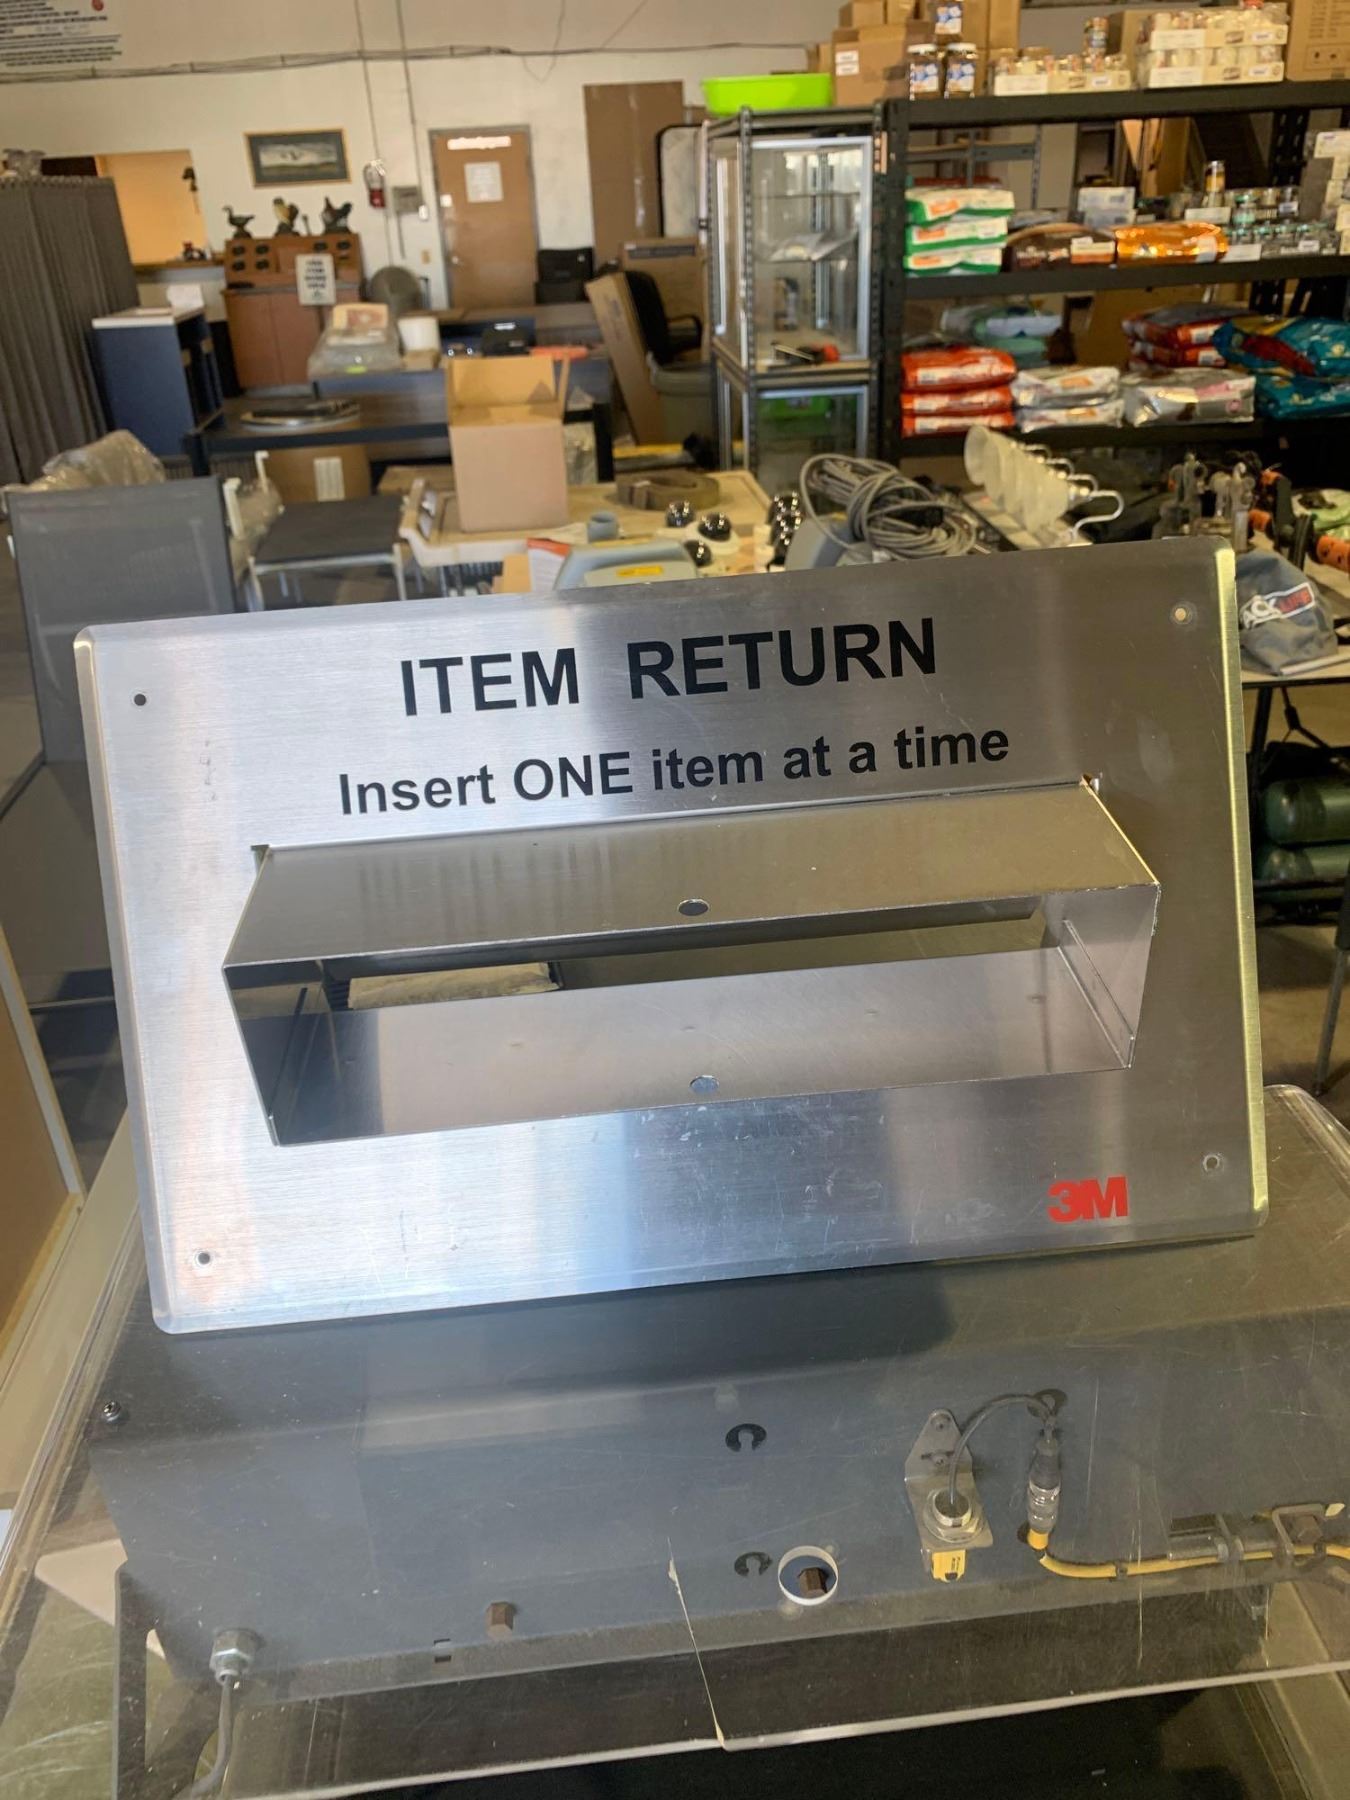 ITEM RETURN
Insert ONE item at a time
3M